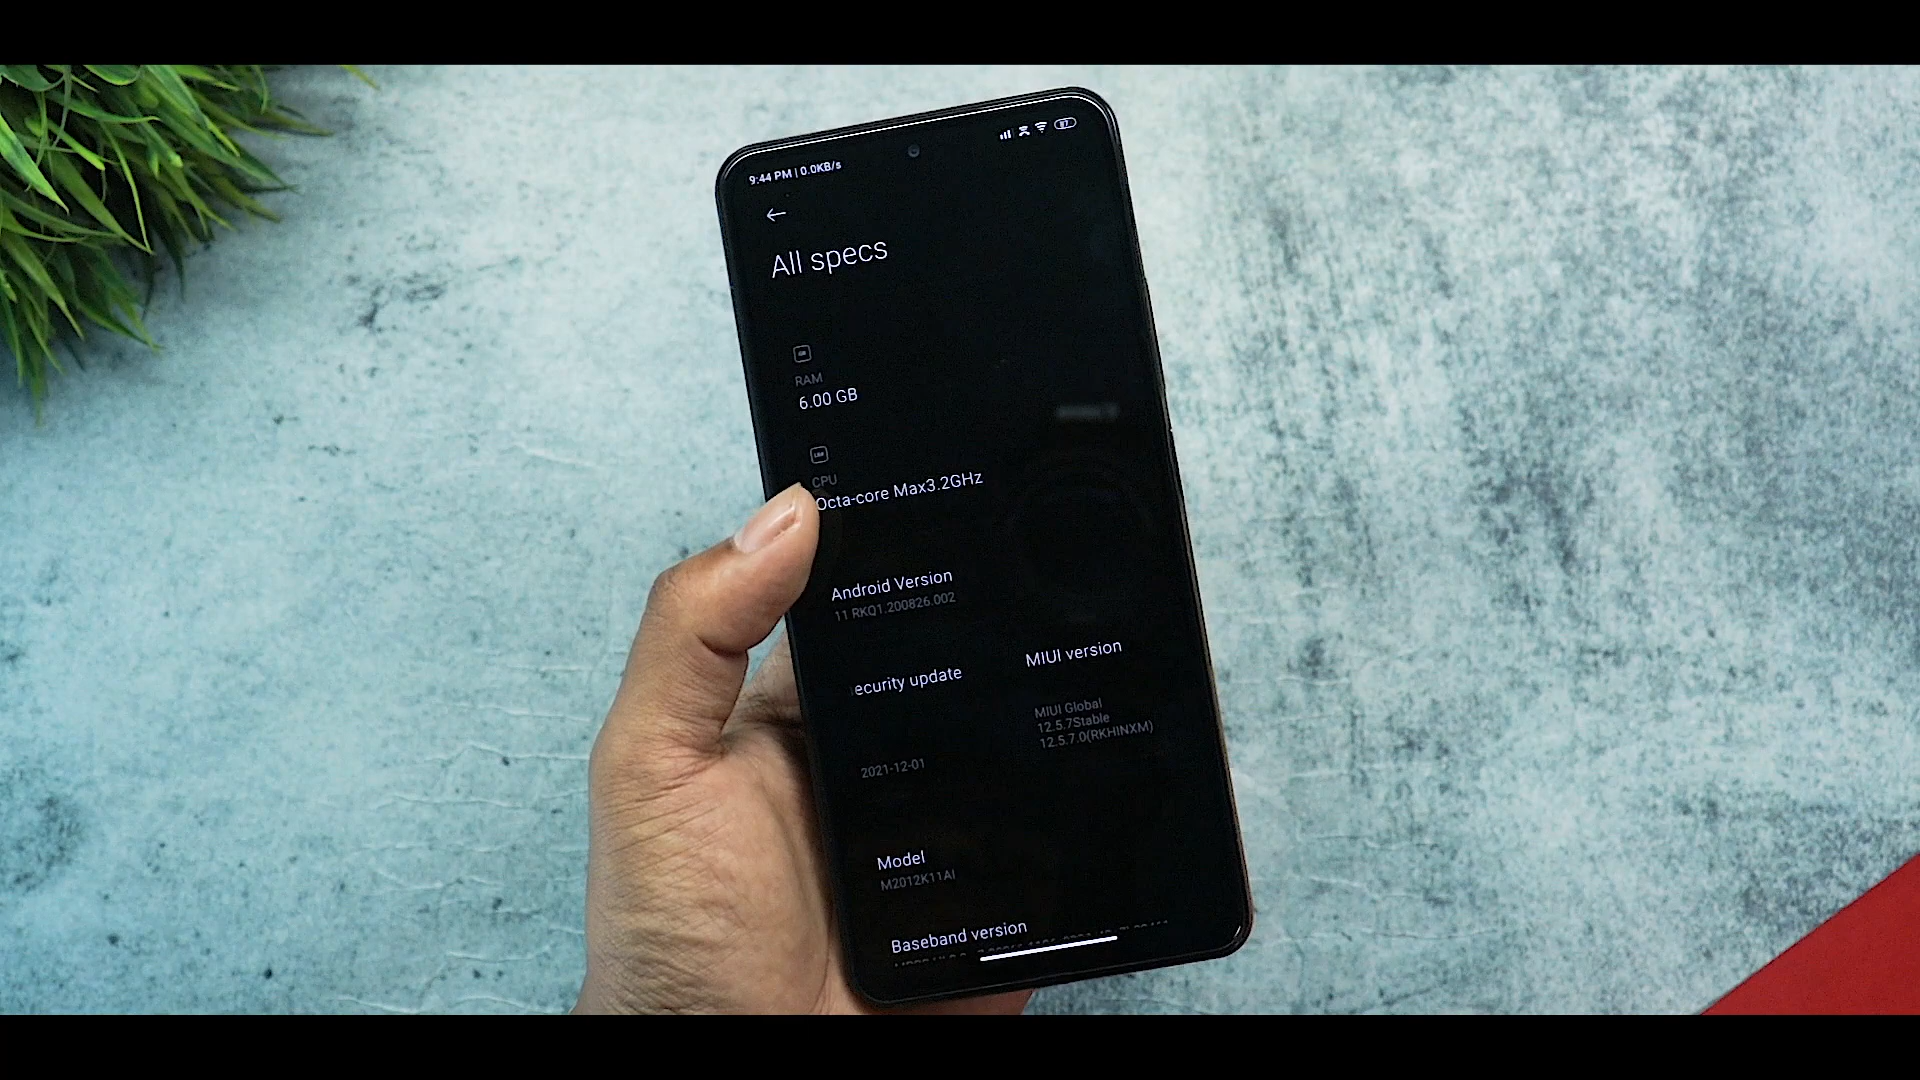 9:44 PM | 0.0KB/s
87
All specs
RAM
6.00 GB
CPU
Octa-core Max3.2GHz
Android Version
11 RKQ1.200826.002
ecurity update
2021-12-01
MIUI version
MIUI Global
12.5.7Stable
12.5.7.0(RKHINXM)
Model
M2012K11AI
Baseband version